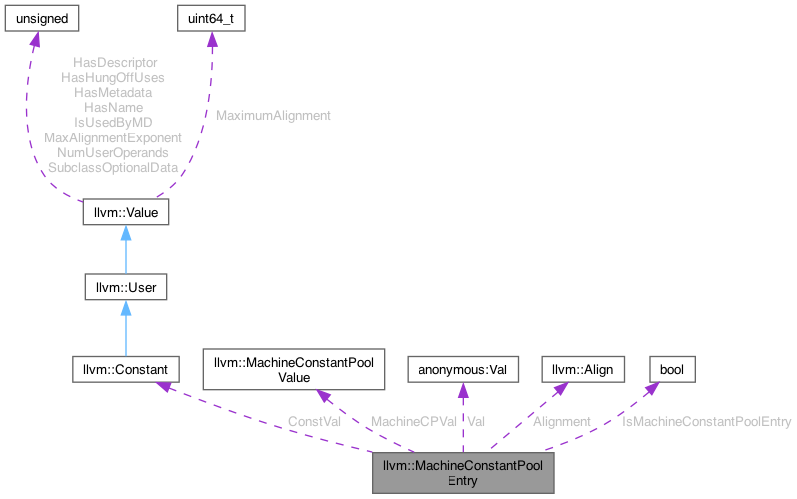 unsigned
uint64_t
HasDescriptor
HasHungOffUses
HasMetadata
HasName
IsUsedByMD
MaxAlignmentExponent
NumUserOperands
SubclassOptionalData
MaximumAlignment
llvm::Value
llvm::User
llvm::Constant
llvm::MachineConstantPool
Value
anonymous:Val
llvm::Align
bool
ConstVal
MachineCPVal
Val
Alignment
IsMachineConstantPoolEntry
llvm::MachineConstantPool
Entry